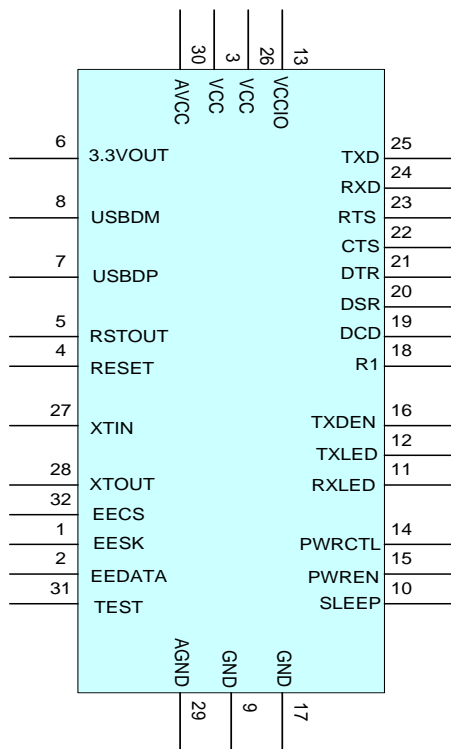 30 3 26 13
AVCC VCC VCC VCCIO
6 3.3VOUT TXD 25
RXD 24
8 USBDM RTS 23
CTS 22
7 USBDP DTR 21
DSR 20
5 RSTOUT DCD 19
4 RESET R1 18
27 XTIN TXDEN 16
TXLED 12
28 XTOUT RXLED 11
32 EECS
1 EESK PWRCTL 14
2 EEDATA PWREN 15
31 TEST SLEEP 10
AGND GND GND
29 9 17